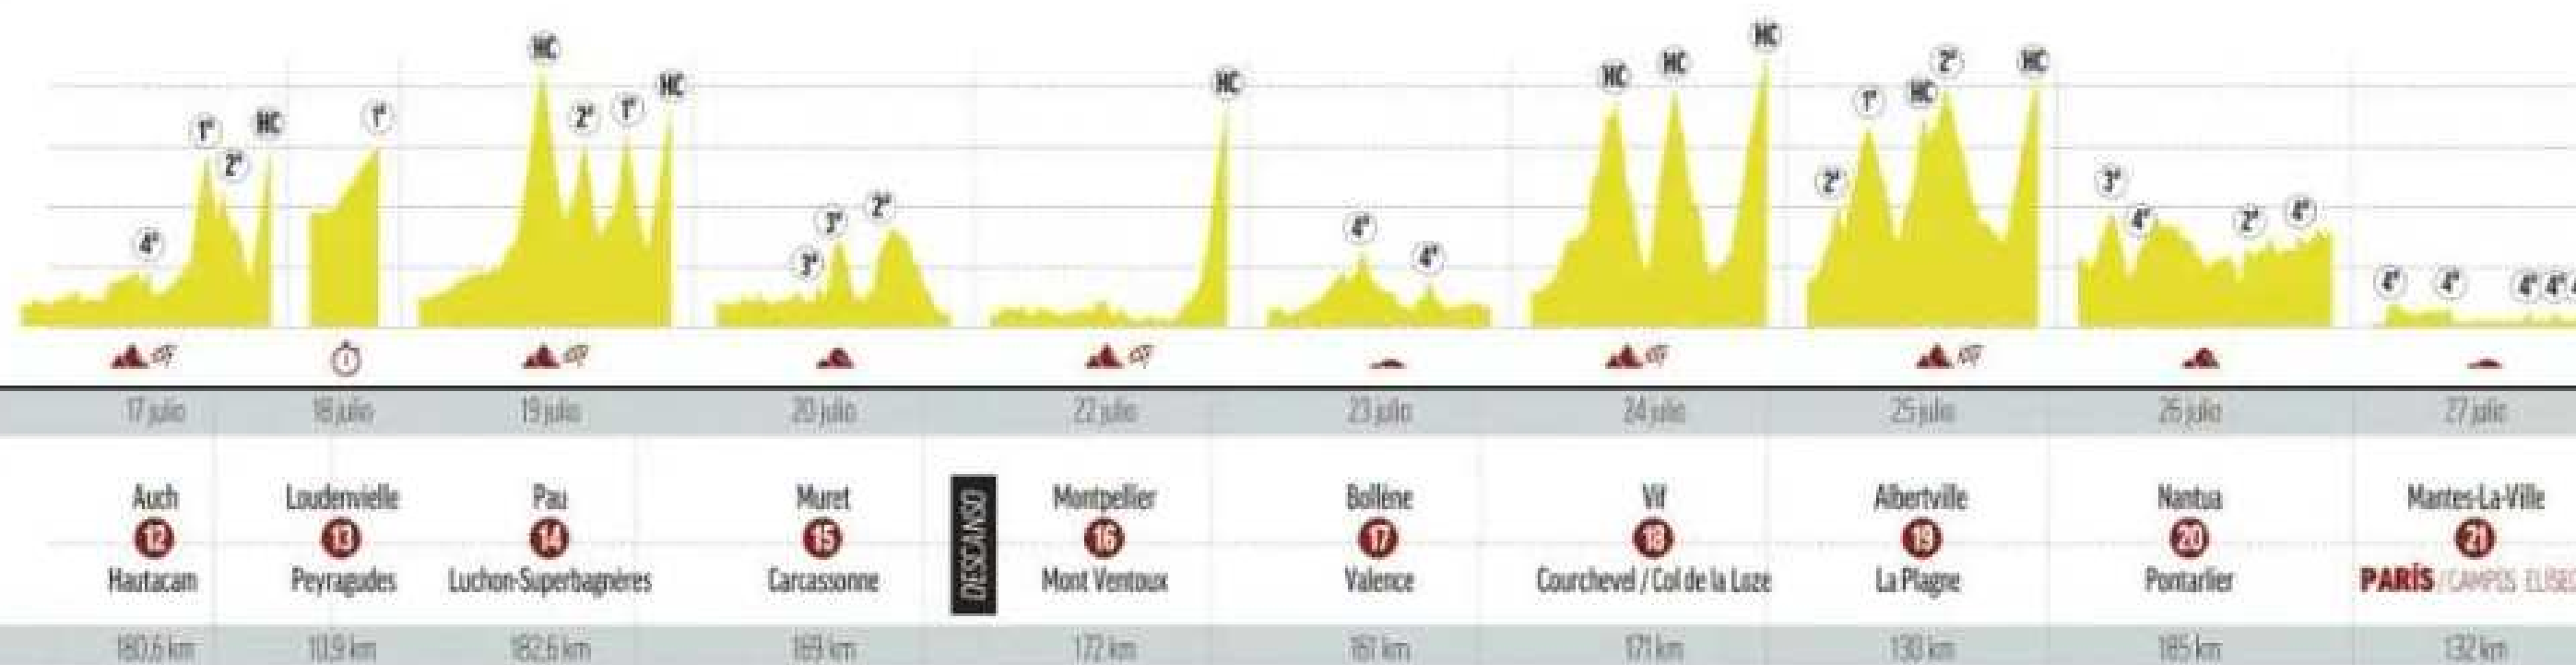 4ª 1ª 2ª HC
1ª
HC 2ª 1ª HC
3ª 3ª 2ª
HC
4ª 4ª
HC HC HC
2ª 1ª HC 2ª HC
3ª 4ª 2ª 4ª
4ª 4ª 4ª 4ª
17 julio 18 julio 19 julio 20 julio 22 julio 23 julio 24 julio 25 julio 26 julio 27 julio
Auch Loudenvielle Pau Muret Montpellier Bollène Vif Albertville Nantua Mantes-La-Ville
12 13 14 15 DESCANSO 16 17 18 19 20 21
Hautacam Peyragudes Luchon-Superbagnères Carcassonne Mont Ventoux Valence Courchevel / Col de la Loze La Plagne Pontarlier PARÍS / CAMPOS ELÍSEO
180,6 km 10,9 km 182,6 km 169 km 172 km 161 km 171 km 130 km 185 km 132 km